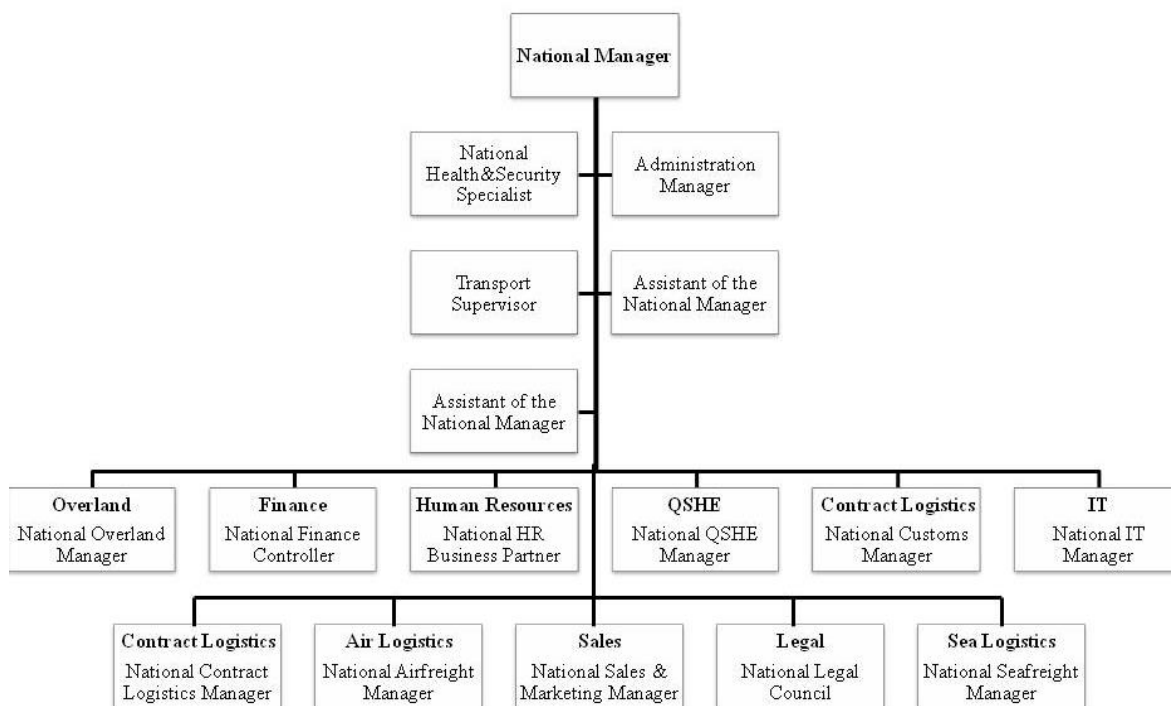 National Manager
National
Health&Security
Specialist
Administration
Manager
Transport
Supervisor
Assistant of the
National Manager
Assistant of the
National Manager
Overland
National Overland
Manager
Finance
National Finance
Controller
Human Resources
National HR
Business Partner
QSHE
National QSHE
Manager
Contract Logistics
National Customs
Manager
IT
National IT
Manager
Contract Logistics
National Contract
Logistics Manager
Air Logistics
National Airfreight
Manager
Sales
National Sales &
Marketing Manager
Legal
National Legal
Council
Sea Logistics
National Seafreight
Manager